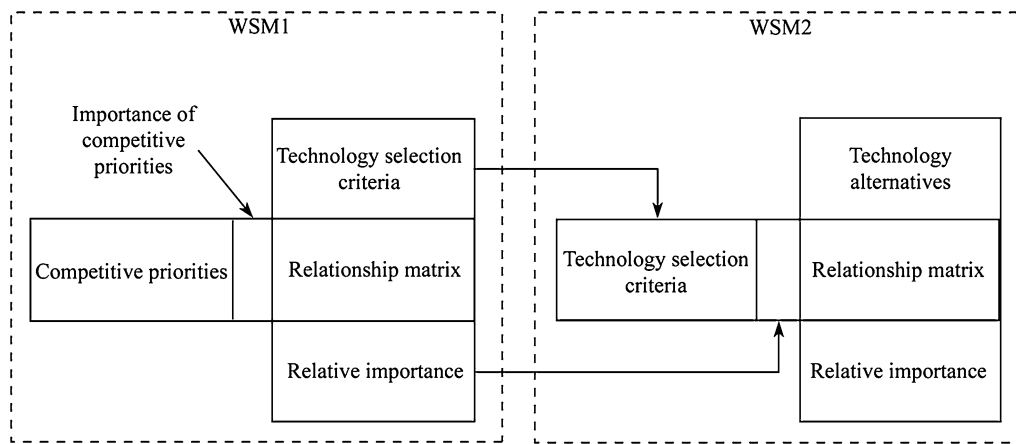 WSM1
Importance of
competitive
priorities
Technology selection
criteria
Competitive priorities
Relationship matrix
Relative importance
WSM2
Technology
alternatives
Technology selection
criteria
Relationship matrix
Relative importance